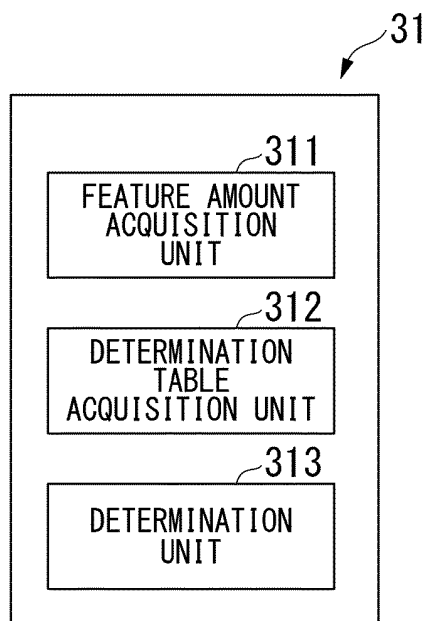 31
311
FEATURE AMOUNT
ACQUISITION
UNIT
312
DETERMINATION
TABLE
ACQUISITION UNIT
313
DETERMINATION
UNIT